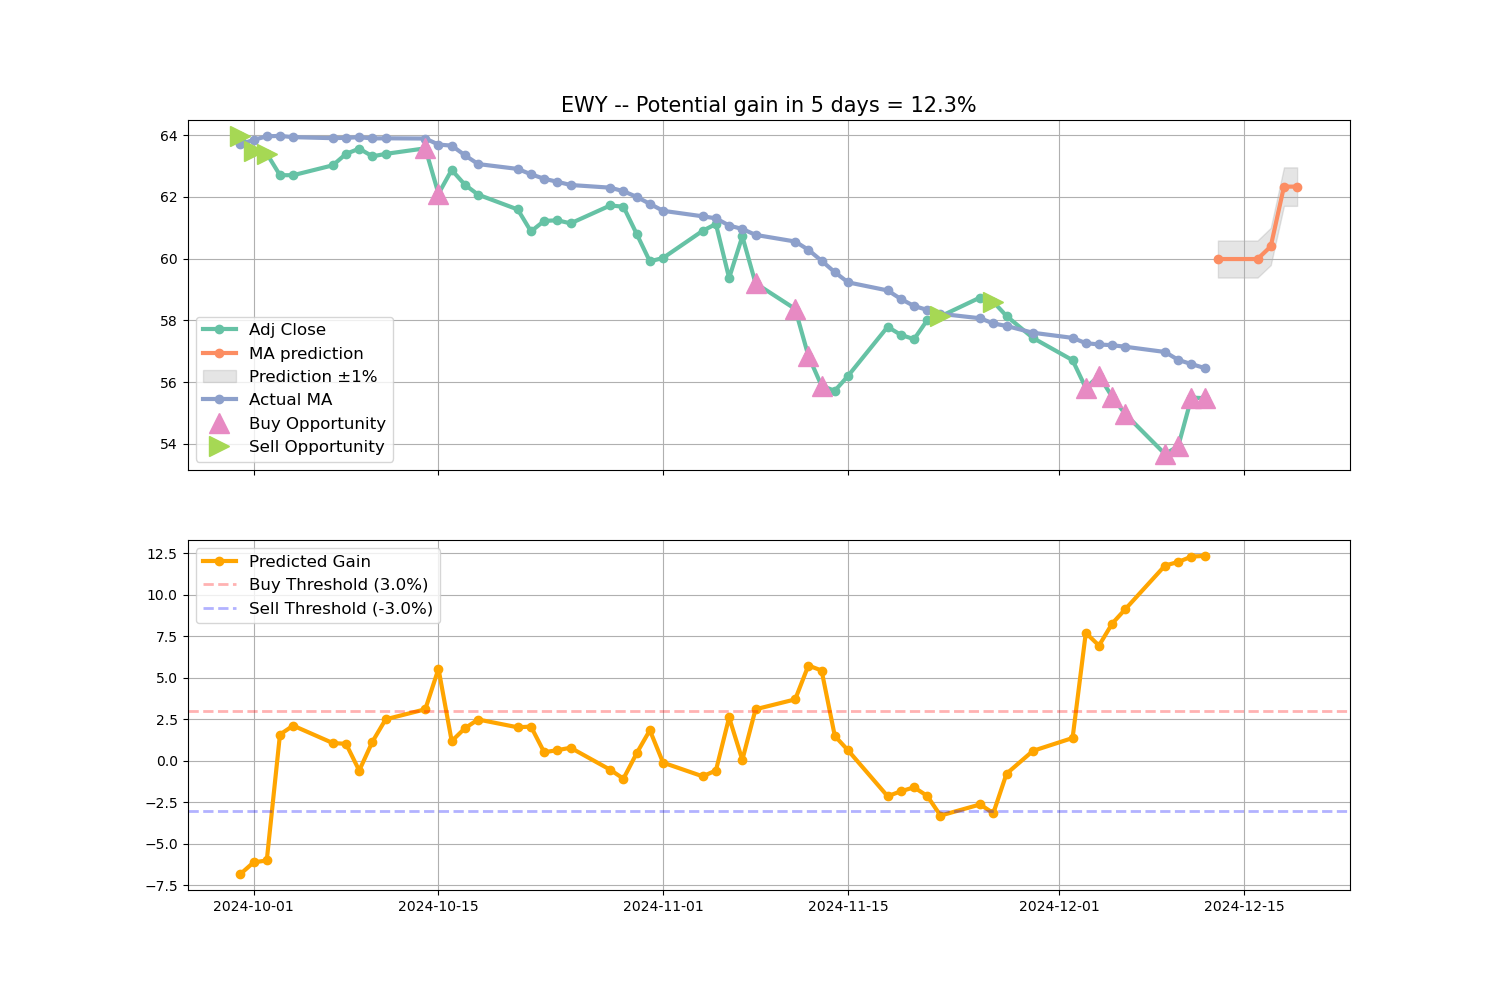 EWY -- Potential gain in 5 days = 12.3%
64
62
60
58
56
54
Adj Close
MA prediction
Prediction ±1%
Actual MA
Buy Opportunity
Sell Opportunity
12.5
10.0
7.5
5.0
2.5
0.0
−2.5
−5.0
−7.5
Predicted Gain
Buy Threshold (3.0%)
Sell Threshold (-3.0%)
2024-10-01
2024-10-15
2024-11-01
2024-11-15
2024-12-01
2024-12-15